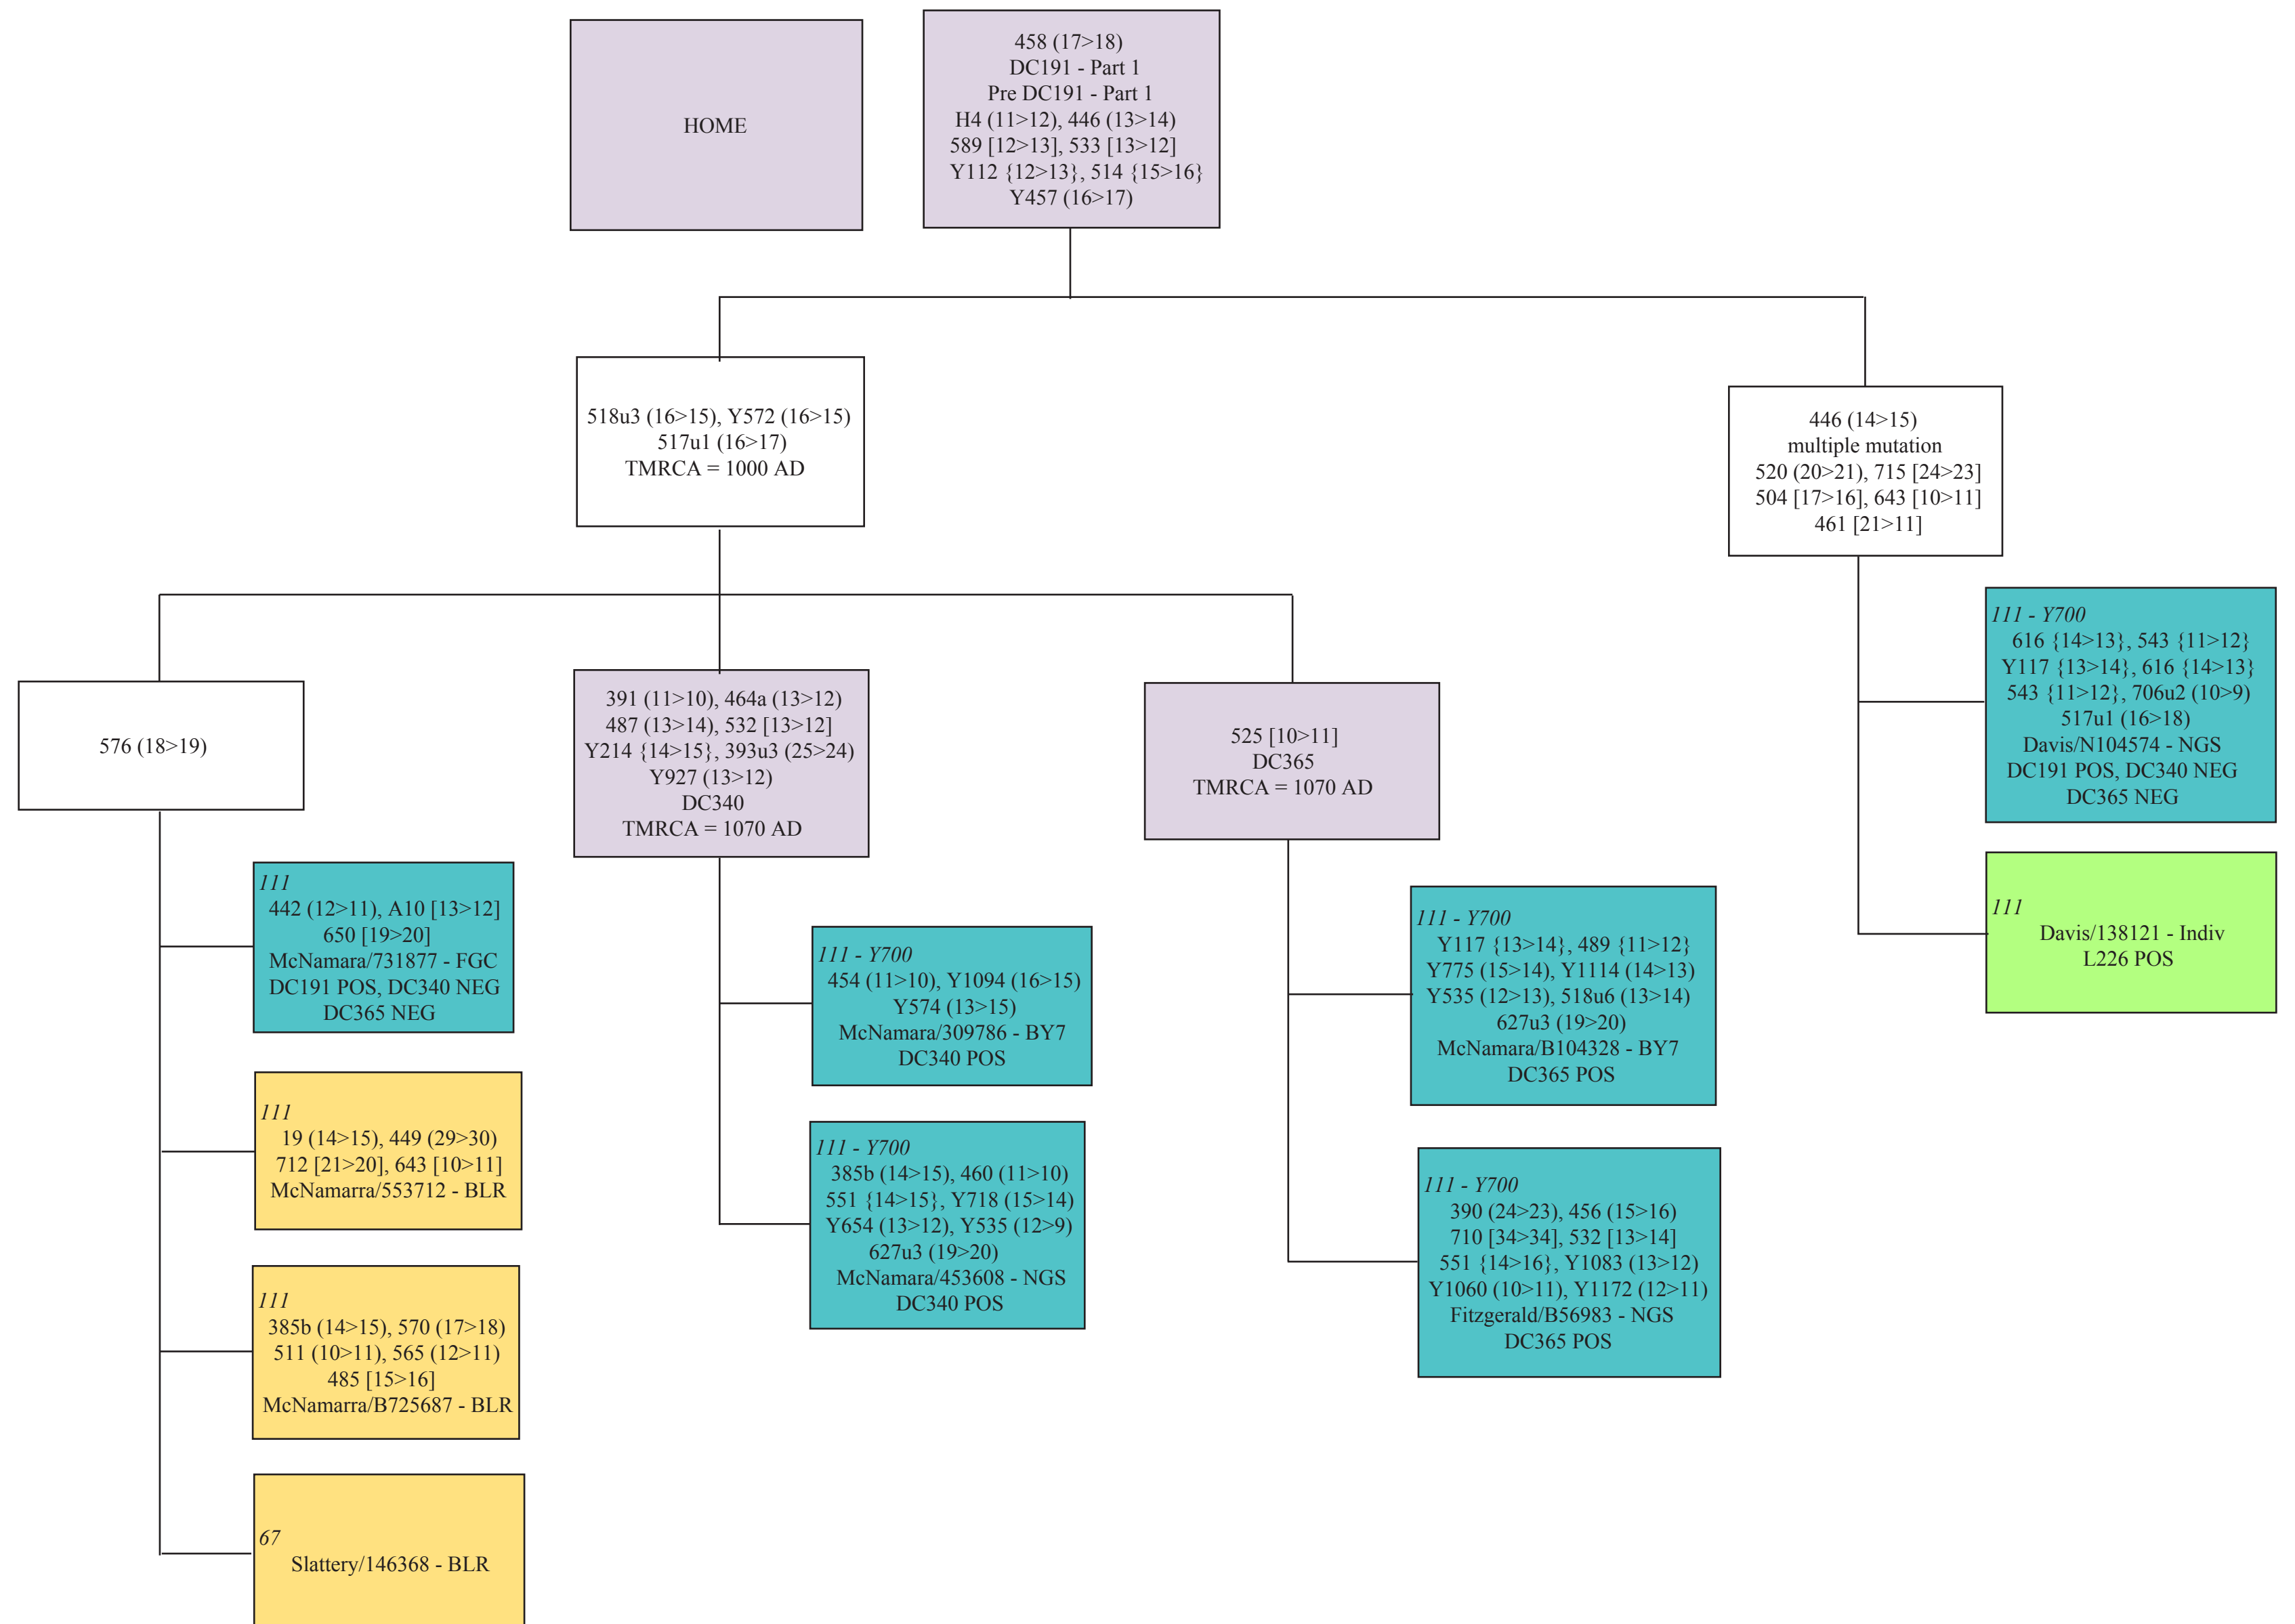 HOME
458 (17>18)
DC191 - Part 1
Pre DC191 - Part 1
H4 (11>12), 446 (13>14)
589 [12>13], 533 [13>12]
Y112 {12>13}, 514 {15>16}
Y457 (16>17)
518u3 (16>15), Y572 (16>15)
517u1 (16>17)
TMRCA = 1000 AD
446 (14>15)
multiple mutation
520 (20>21), 715 [24>23]
504 [17>16], 643 [10>11]
461 [21>11]
576 (18>19)
391 (11>10), 464a (13>12)
487 (13>14), 532 [13>12]
Y214 {14>15}, 393u3 (25>24)
Y927 (13>12)
DC340
TMRCA = 1070 AD
525 [10>11]
DC365
TMRCA = 1070 AD
111 - Y700
616 {14>13}, 543 {11>12}
Y117 {13>14}, 616 {14>13}
543 {11>12}, 706u2 (10>9)
517u1 (16>18)
Davis/N104574 - NGS
DC191 POS, DC340 NEG
DC365 NEG
111
Davis/138121 - Indiv
L226 POS
111
442 (12>11), A10 [13>12]
650 [19>20]
McNamara/731877 - FGC
DC191 POS, DC340 NEG
DC365 NEG
111
19 (14>15), 449 (29>30)
712 [21>20], 643 [10>11]
McNamarra/553712 - BLR
111
385b (14>15), 570 (17>18)
511 (10>11), 565 (12>11)
485 [15>16]
McNamarra/B725687 - BLR
67
Slattery/146368 - BLR
111 - Y700
454 (11>10), Y1094 (16>15)
Y574 (13>15)
McNamara/309786 - BY7
DC340 POS
111 - Y700
385b (14>15), 460 (11>10)
551 {14>15}, Y718 (15>14)
Y654 (13>12), Y535 (12>9)
627u3 (19>20)
McNamara/453608 - NGS
DC340 POS
111 - Y700
Y117 {13>14}, 489 {11>12}
Y775 (15>14), Y1114 (14>13)
Y535 (12>13), 518u6 (13>14)
627u3 (19>20)
McNamara/B104328 - BY7
DC365 POS
111 - Y700
390 (24>23), 456 (15>16)
710 [34>34], 532 [13>14]
551 {14>16}, Y1083 (13>12)
Y1060 (10>11), Y1172 (12>11)
Fitzgerald/B56983 - NGS
DC365 POS